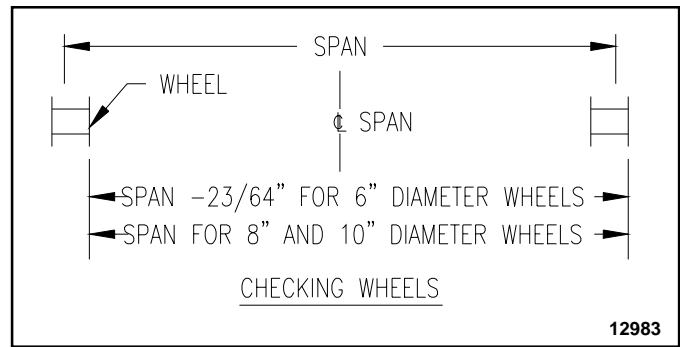 SPAN
WHEEL
℄ SPAN
SPAN -23/64” FOR 6” DIAMETER WHEELS
SPAN FOR 8” AND 10” DIAMETER WHEELS
CHECKING WHEELS
12983